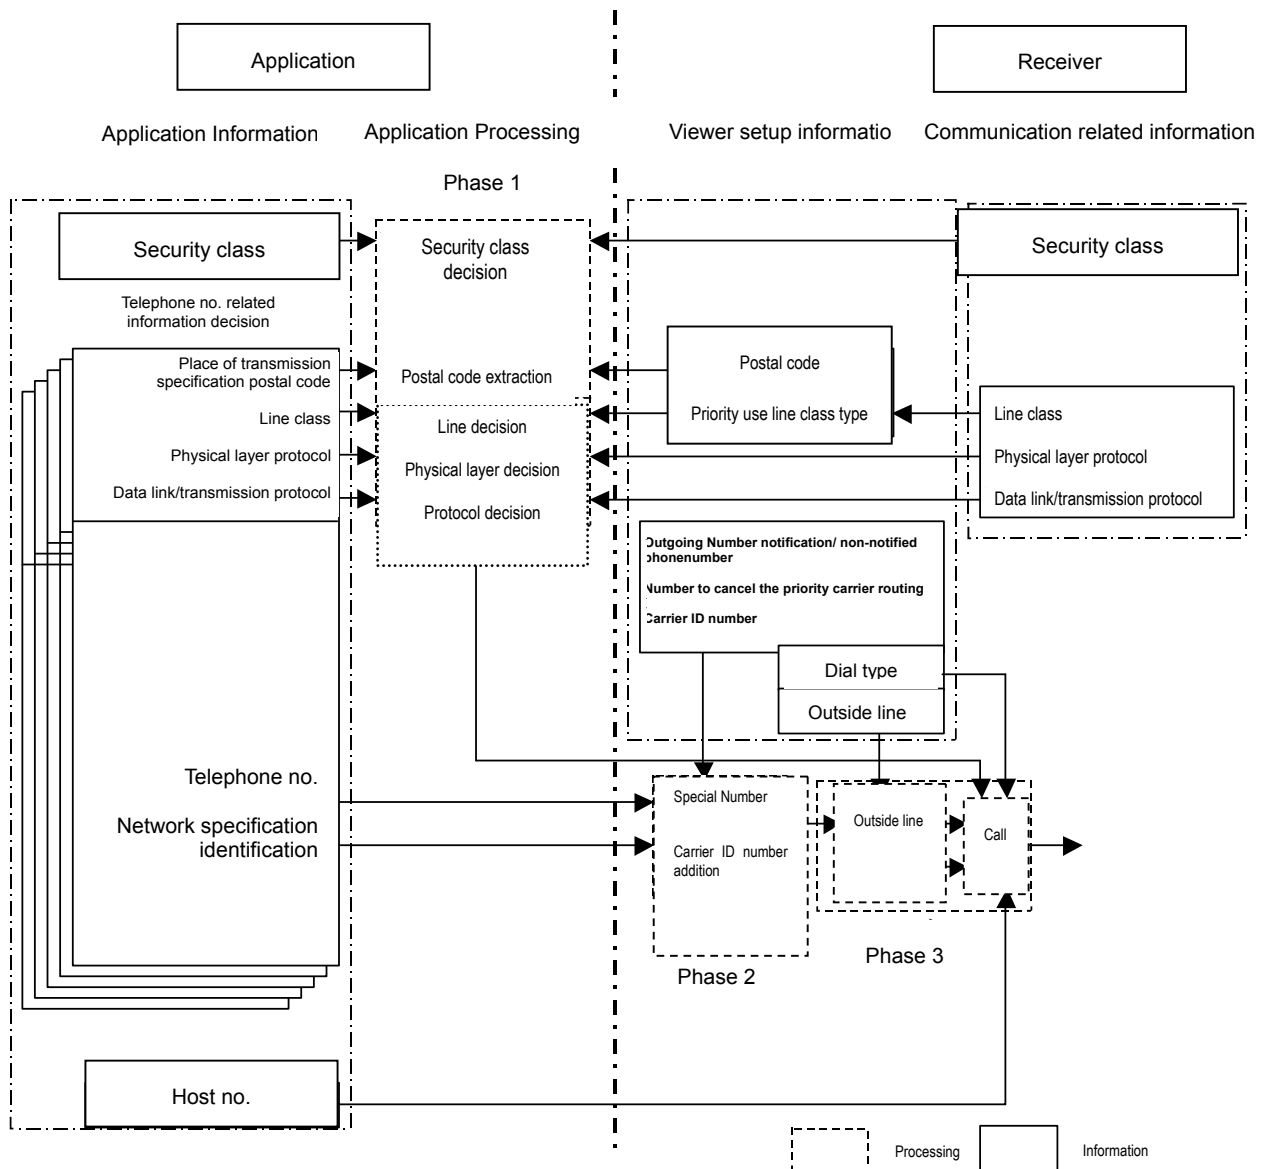 Application
Receiver
Application Information
Application Processing
Viewer setup informatio
Communication related information
Phase 1
Security class
Security class
decision
Security class
Telephone no. related
information decision
Place of transmission
specification postal code
Postal code extraction
Postal code
Line class
Line decision
Priority use line class type
Line class
Physical layer protocol
Physical layer decision
Physical layer protocol
Data link/transmission protocol
Protocol decision
Data link/transmission protocol
Outgoing Number notification/ non-notified
phonenumber
Number to cancel the priority carrier routing
Carrier ID number
Dial type
Outside line
Telephone no.
Network specification
identification
Special Number
Carrier ID number
addition
Outside line
Call
Phase 2
Phase 3
Host no.
Processing
Information